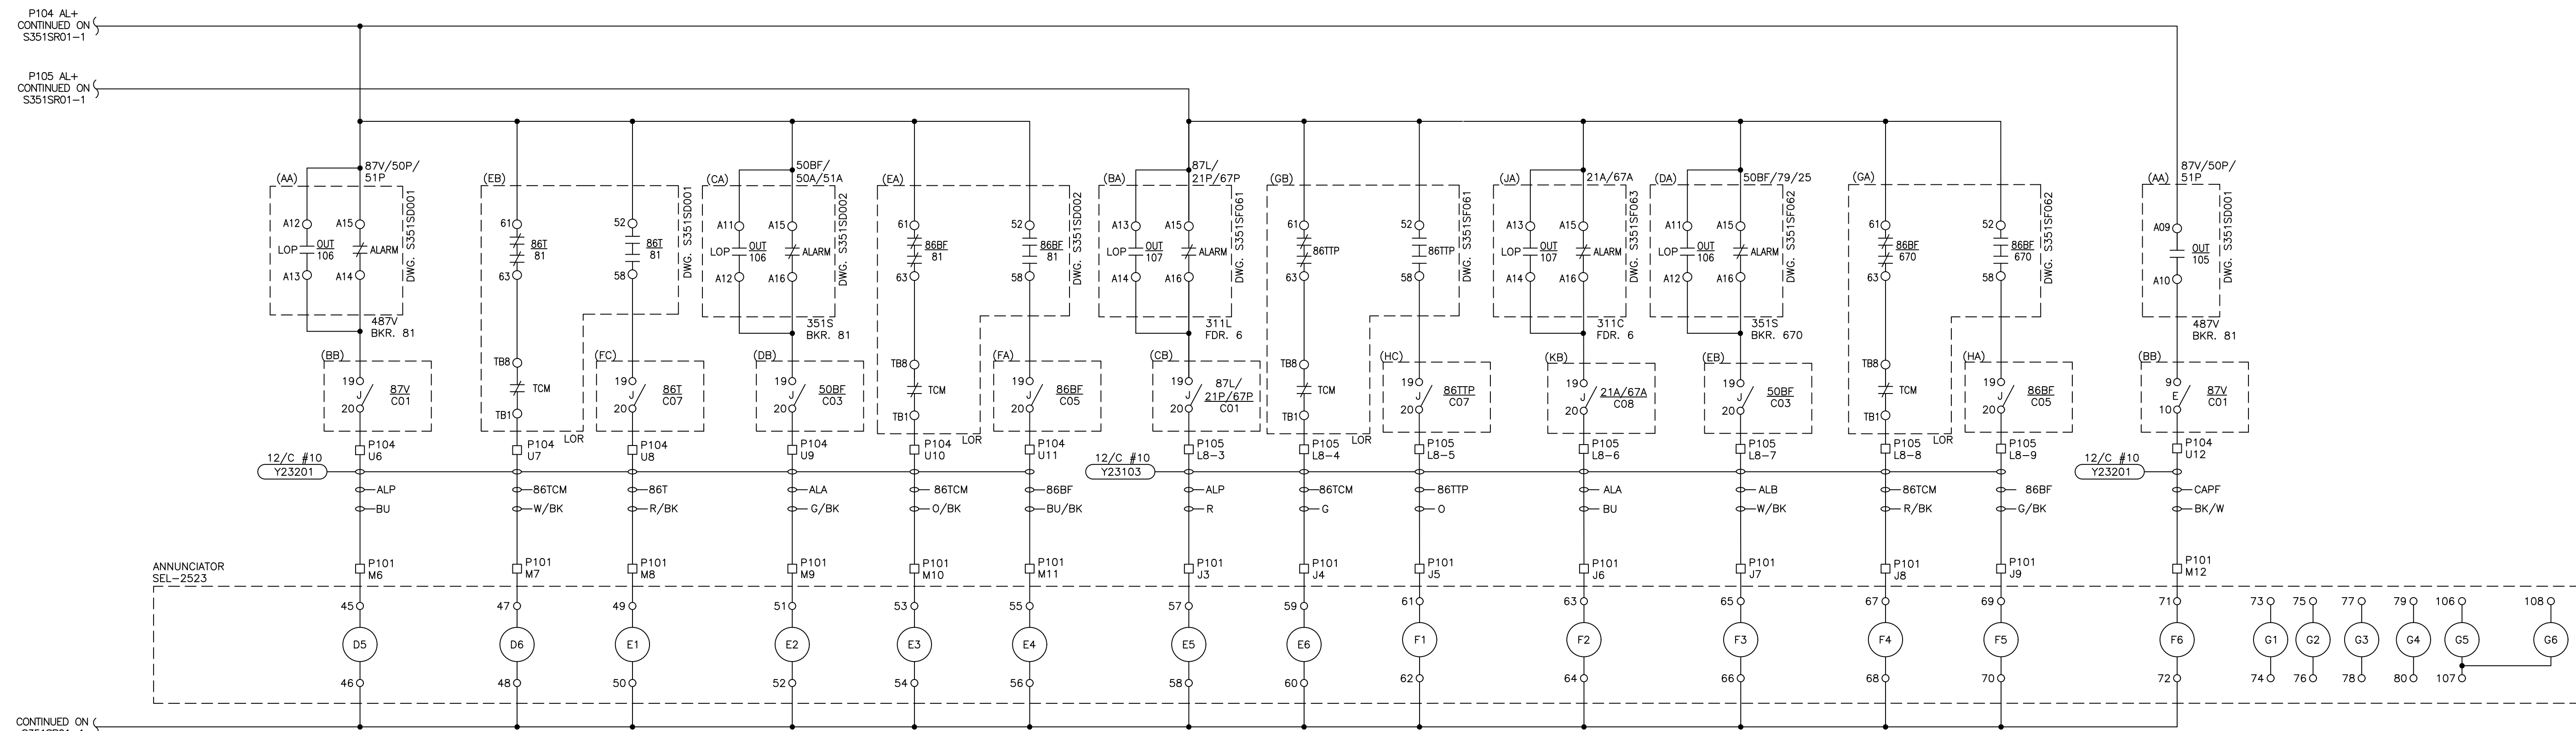 P104 AL+
CONTINUED ON
S351SR01-1
P105 AL+
CONTINUED ON
S351SR01-1
(AA)
87V/50P/
51P
A12
A15
LOP
OUT
106
ALARM
A13
A14
DWG. S351SD001
487V
BKR. 81
(BB)
19
J
20
87V
C01
P104
U6
(EB)
61
86T
81
63
52
86T
81
58
DWG. S351SD001
TB8
TCM
TB1
LOR
P104
U7
(FC)
19
J
20
86T
C07
P104
U8
(CA)
50BF/
50A/51A
A11
A15
LOP
OUT
106
ALARM
A12
A16
DWG. S351SD002
351S
BKR. 81
(DB)
19
J
20
50BF
C03
P104
U9
(EA)
61
86BF
81
63
52
86BF
81
58
DWG. S351SD002
TB8
TCM
TB1
LOR
P104
U10
(FA)
19
J
20
86BF
C05
P104
U11
(BA)
87L/
21P/67P
A13
A15
LOP
OUT
107
ALARM
A14
A16
DWG. S351SF061
311L
FDR. 6
(CB)
19
J
20
87L/
21P/67P
C01
P105
L8-3
(GB)
61
86TTP
63
52
86TTP
58
DWG. S351SF061
TB8
TCM
TB1
LOR
P105
L8-4
(HC)
19
J
20
86TTP
C07
P105
L8-5
(JA)
21A/67A
A13
A15
LOP
OUT
107
ALARM
A14
A16
DWG. S351SF063
311C
FDR. 6
(KB)
19
J
20
21A/67A
C08
P105
L8-6
(DA)
50BF/79/25
A11
A15
LOP
OUT
106
ALARM
A12
A16
DWG. S351SF062
351S
BKR. 670
(EB)
19
J
20
50BF
C03
P105
L8-7
(GA)
61
86BF
670
63
52
86BF
670
58
DWG. S351SF062
TB8
TCM
TB1
LOR
P105
L8-8
(HA)
19
J
20
86BF
C05
P105
L8-9
(AA)
87V/50P/
51P
A09
OUT
105
A10
DWG. S351SD001
487V
BKR. 81
(BB)
9
E
10
87V
C01
P104
U12
12/C #10
Y23201
12/C #10
Y23103
12/C #10
Y23201
ALP
86TCM
86T
ALA
86TCM
86BF
ALP
86TCM
86TTP
ALA
ALB
86TCM
86BF
CAPF
BU
W/BK
R/BK
G/BK
O/BK
BU/BK
R
G
O
BU
W/BK
R/BK
G/BK
BK/W
ANNUNCIATOR
SEL-2523
P101
M6
P101
M7
P101
M8
P101
M9
P101
M10
P101
M11
P101
J3
P101
J4
P101
J5
P101
J6
P101
J7
P101
J8
P101
J9
P101
M12
45
47
49
51
53
55
57
59
61
63
65
67
69
71
73
75
77
79
106
108
D5
D6
E1
E2
E3
E4
E5
E6
F1
F2
F3
F4
F5
F6
G1
G2
G3
G4
G5
G6
46
48
50
52
54
56
58
60
62
64
66
68
70
72
74
76
78
80
107
CONTINUED ON